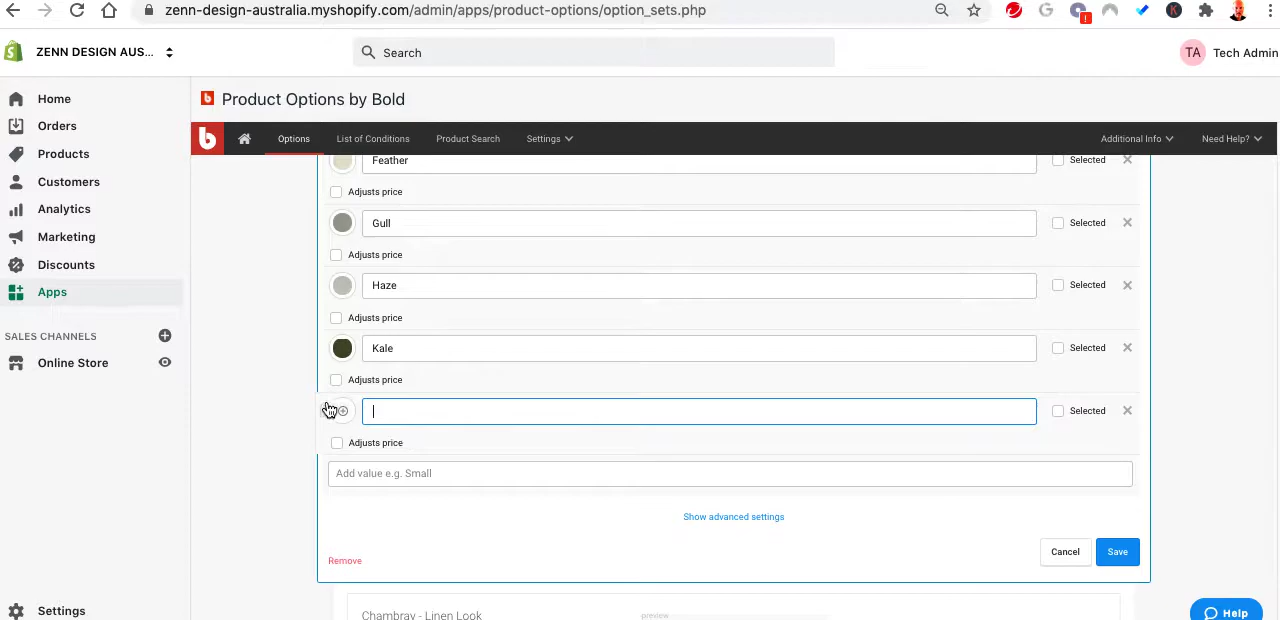 zenn-design-australia.myshopify.com/admin/apps/product-options/option_sets.php
ZENN DESIGN AUS...
Search
TA
Tech Admin
Home
Orders
Products
Customers
Analytics
Marketing
Discounts
Apps
SALES CHANNELS
Online Store
Settings
Product Options by Bold
Options
List of Conditions
Product Search
Settings
Additional Info
Need Help?
Feather
Selected
Adjusts price
Gull
Selected
Adjusts price
Haze
Selected
Adjusts price
Kale
Selected
Adjusts price
Selected
Adjusts price
Add value e.g. Small
Show advanced settings
Remove
Cancel
Save
Chambray - Linen Look
preview
Help